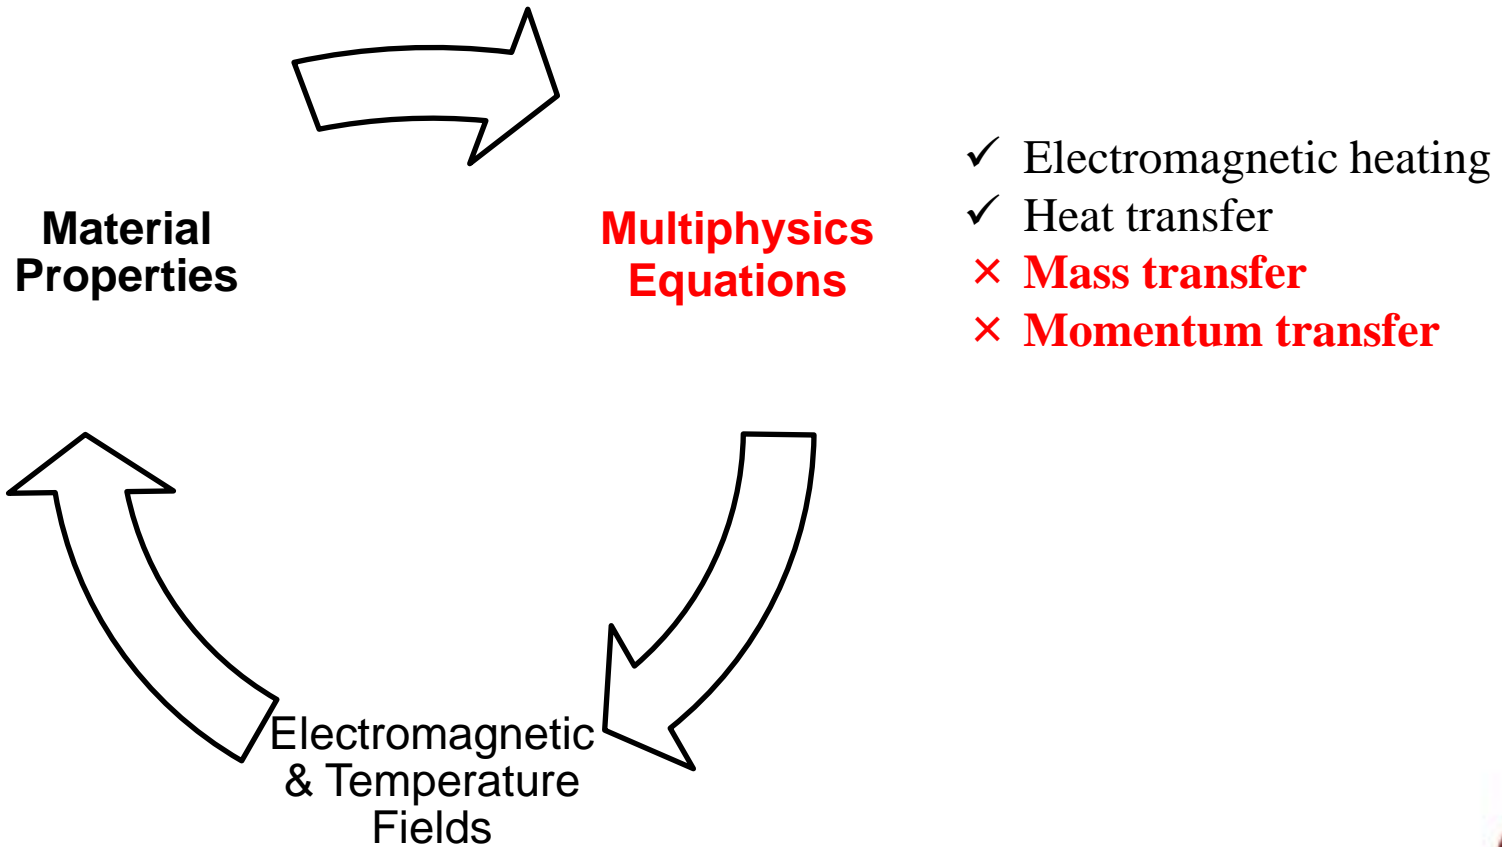 Material
Properties
Multiphysics
Equations
✓ Electromagnetic heating
✓ Heat transfer
× Mass transfer
× Momentum transfer
Electromagnetic
& Temperature
Fields